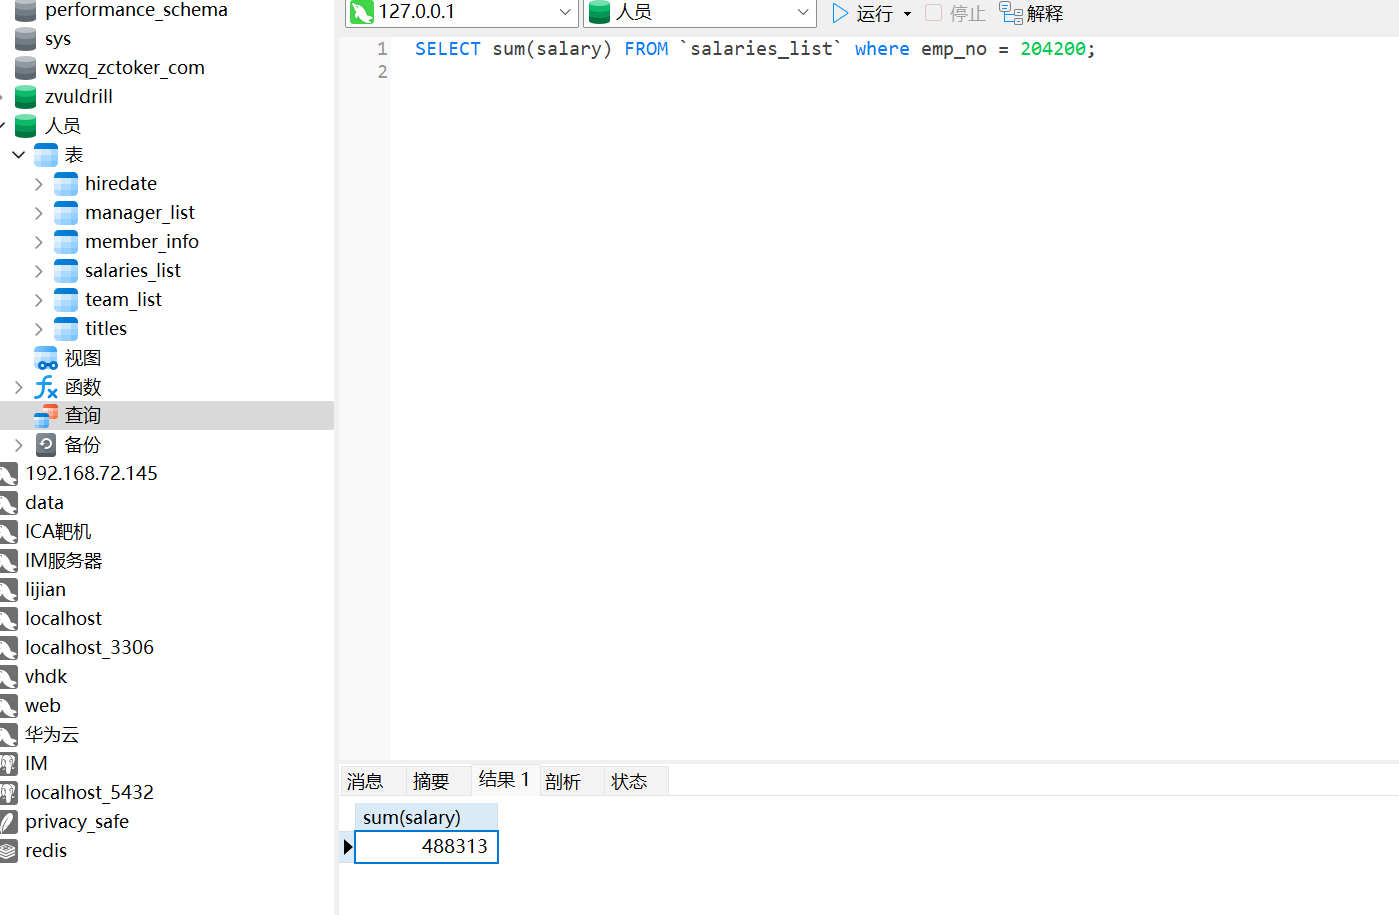 performance_schema
sys
wxzq_zctoker_com
zvuldrill
人员
表
hiredate
manager_list
member_info
salaries_list
team_list
titles
视图
函数
查询
备份
192.168.72.145
data
ICA靶机
IM服务器
lijian
localhost
localhost_3306
vhdk
web
华为云
IM
localhost_5432
privacy_safe
redis
127.0.0.1 人员 运行 停止 解释
1 SELECT sum(salary) FROM `salaries_list` where emp_no = 204200;
2
消息 摘要 结果 1 剖析 状态
sum(salary)
488313